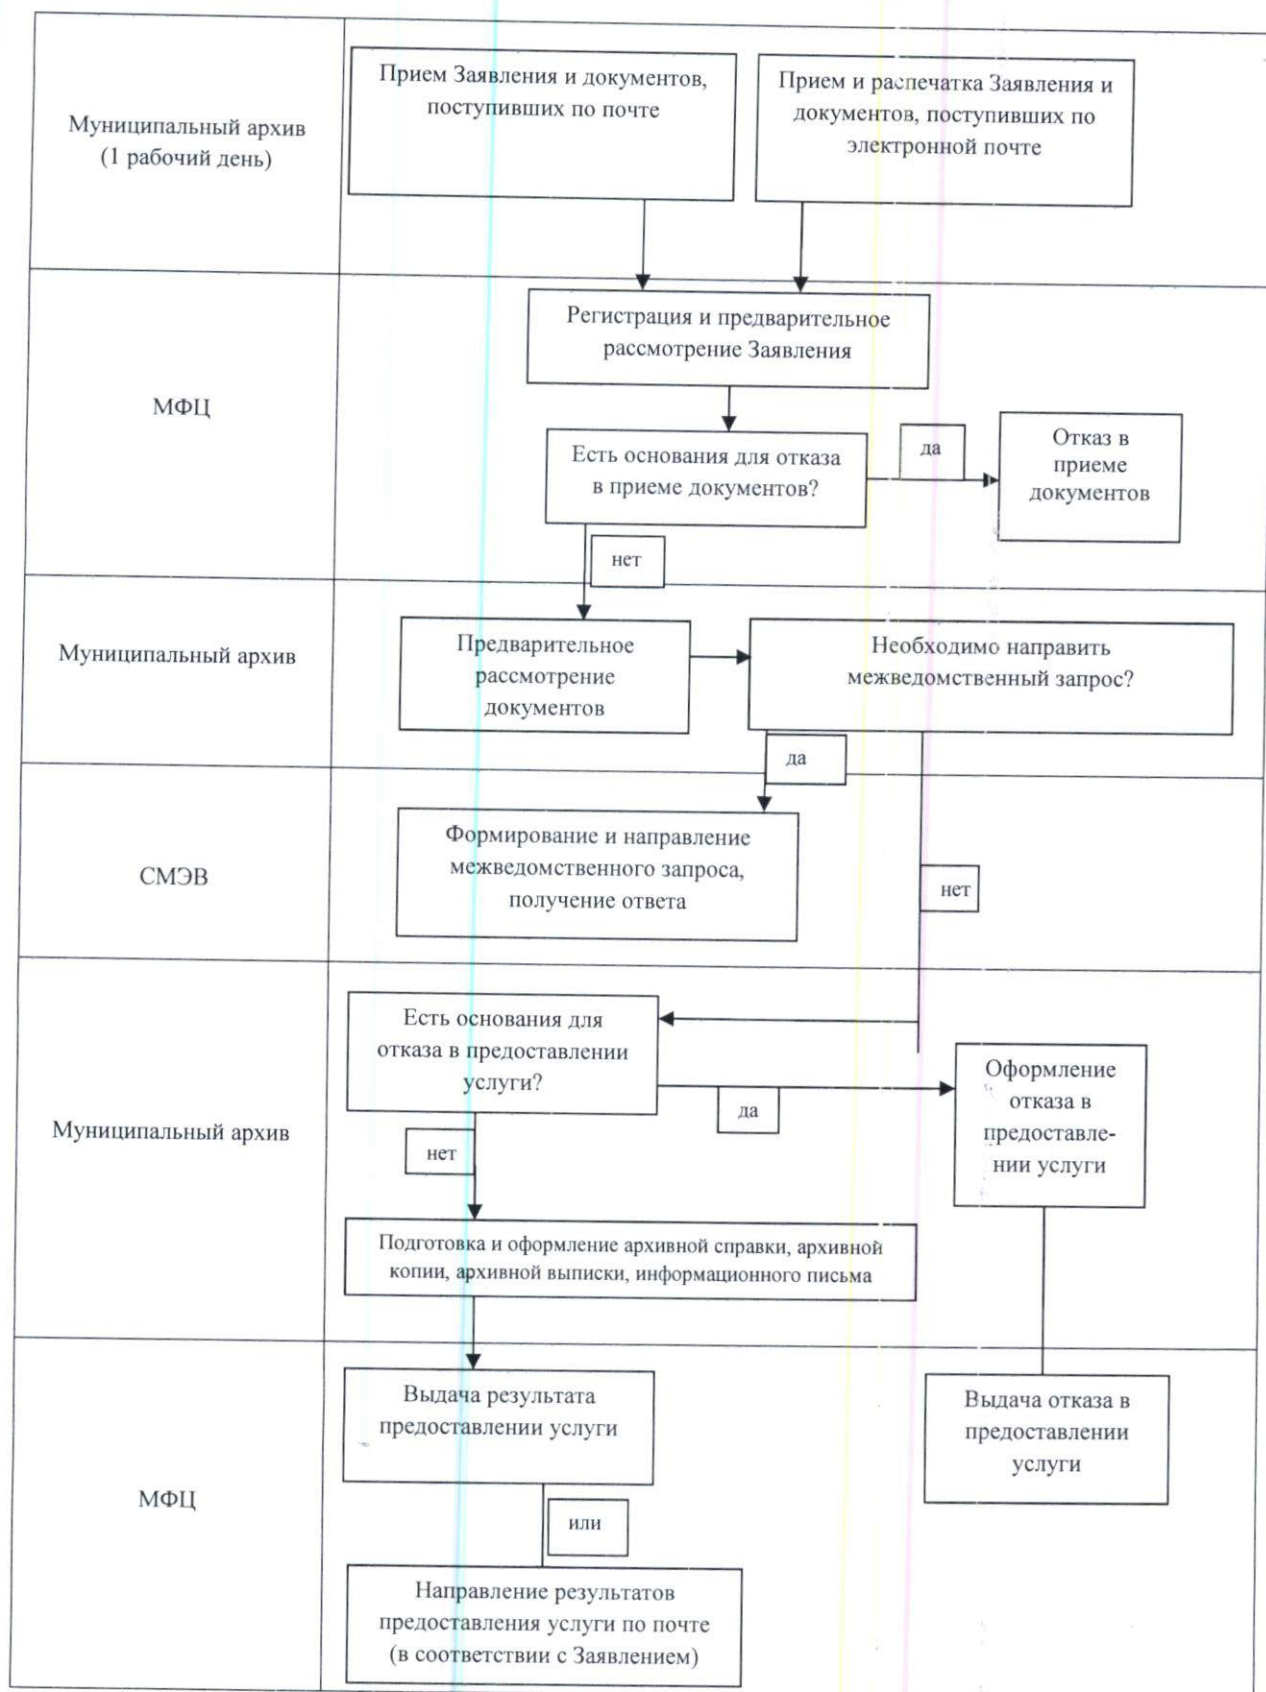 Муниципальный архив
(1 рабочий день)
Прием Заявления и документов,
поступивших по почте
Прием и распечатка Заявления и
документов, поступивших по
электронной почте
МФЦ
Регистрация и предварительное
рассмотрение Заявления
Есть основания для отказа
в приеме документов?
да
Отказ в
приеме
документов
нет
Муниципальный архив
Предварительное
рассмотрение
документов
Необходимо направить
межведомственный запрос?
да
СМЭВ
Формирование и направление
межведомственного запроса,
получение ответа
нет
Муниципальный архив
Есть основания для
отказа в предоставлении
услуги?
да
Оформление
отказа в
предоставле-
нии услуги
нет
Подготовка и оформление архивной справки, архивной
копии, архивной выписки, информационного письма
МФЦ
Выдача результата
предоставлении услуги
Выдача отказа в
предоставлении
услуги
или
Направление результатов
предоставления услуги по почте
(в соответствии с Заявлением)